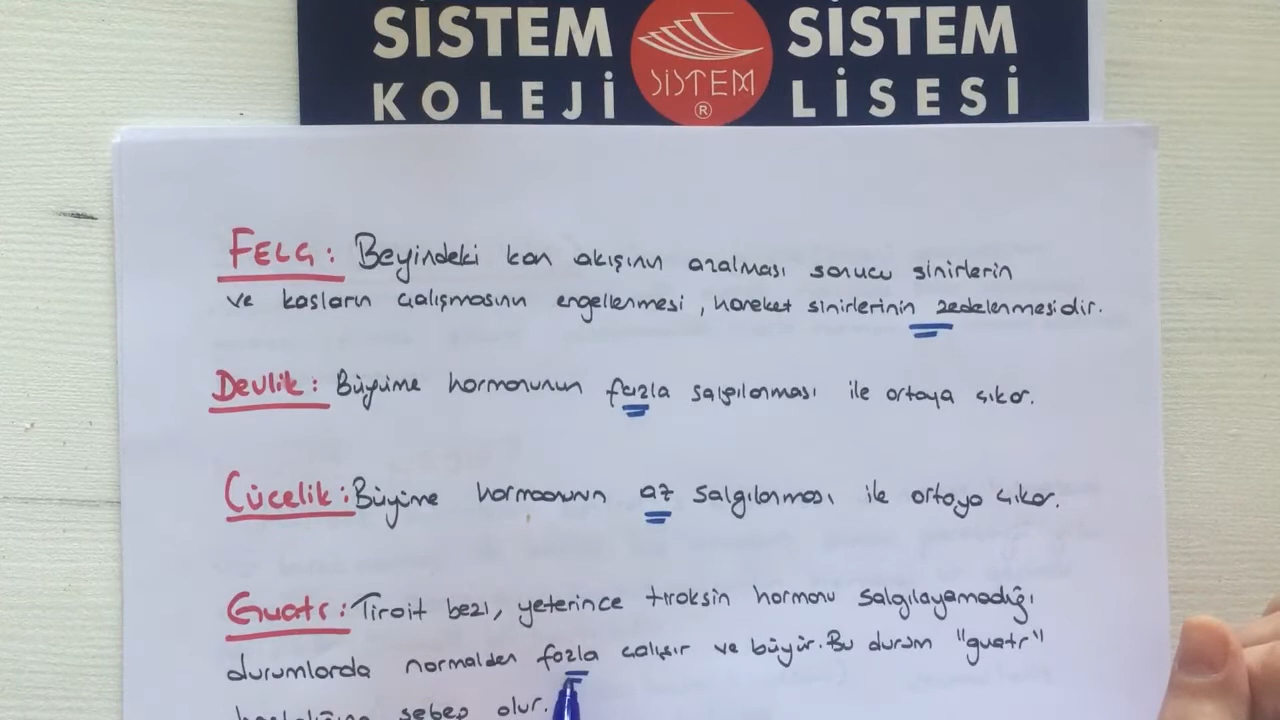 SİSTEM SİSTEM
KOLEJİ LİSESİ
SİSTEM
®
FELÇ: Beyindeki kan akışının azalması sonucu sinirlerin
ve kasların çalışmasının engellenmesi, hareket sinirlerinin zedelenmesidir.
Devlik: Büyüme hormonunun fazla salgılanması ile ortaya çıkar.
Cücelik: Büyüme hormonunun az salgılanması ile ortaya çıkar.
Guatr: Tiroit bezi, yeterince tiroksin hormonu salgılayamadığı
durumlarda normalden fazla çalışır ve büyür. Bu durum "guatr"
sebep olur.